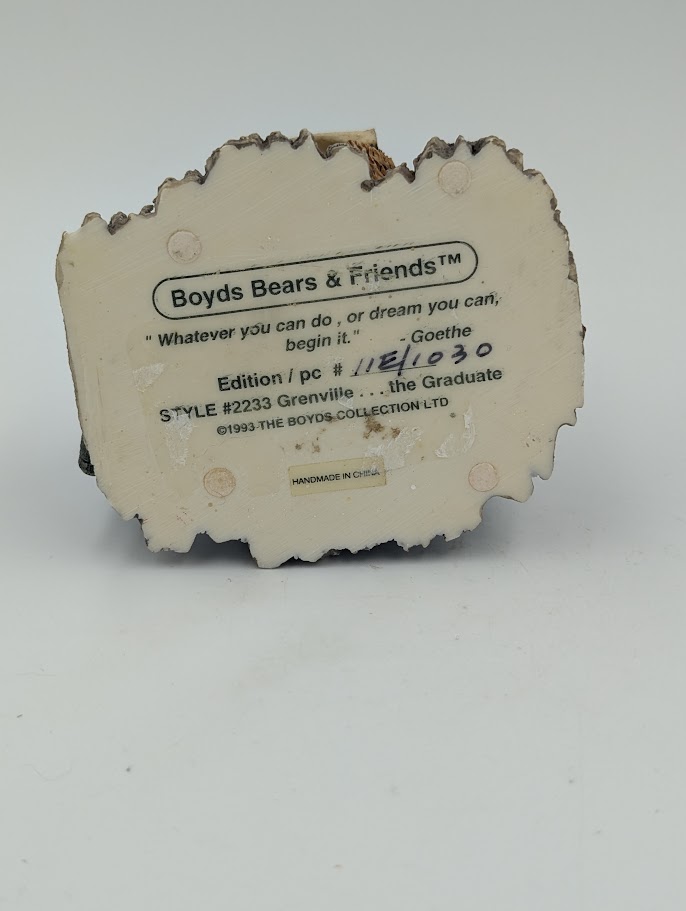 Boyds Bears & Friends™
" Whatever you can do , or dream you can,
begin it." - Goethe
Edition / pc # 11E/1030
STYLE #2233 Grenville . . . the Graduate
©1993 THE BOYDS COLLECTION LTD
HANDMADE IN CHINA